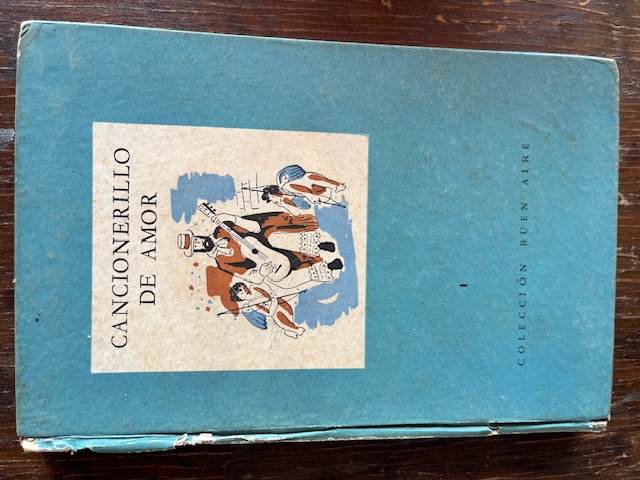 CANCIONERILLO
DE AMOR
COLECCIÓN BUEN AIRE